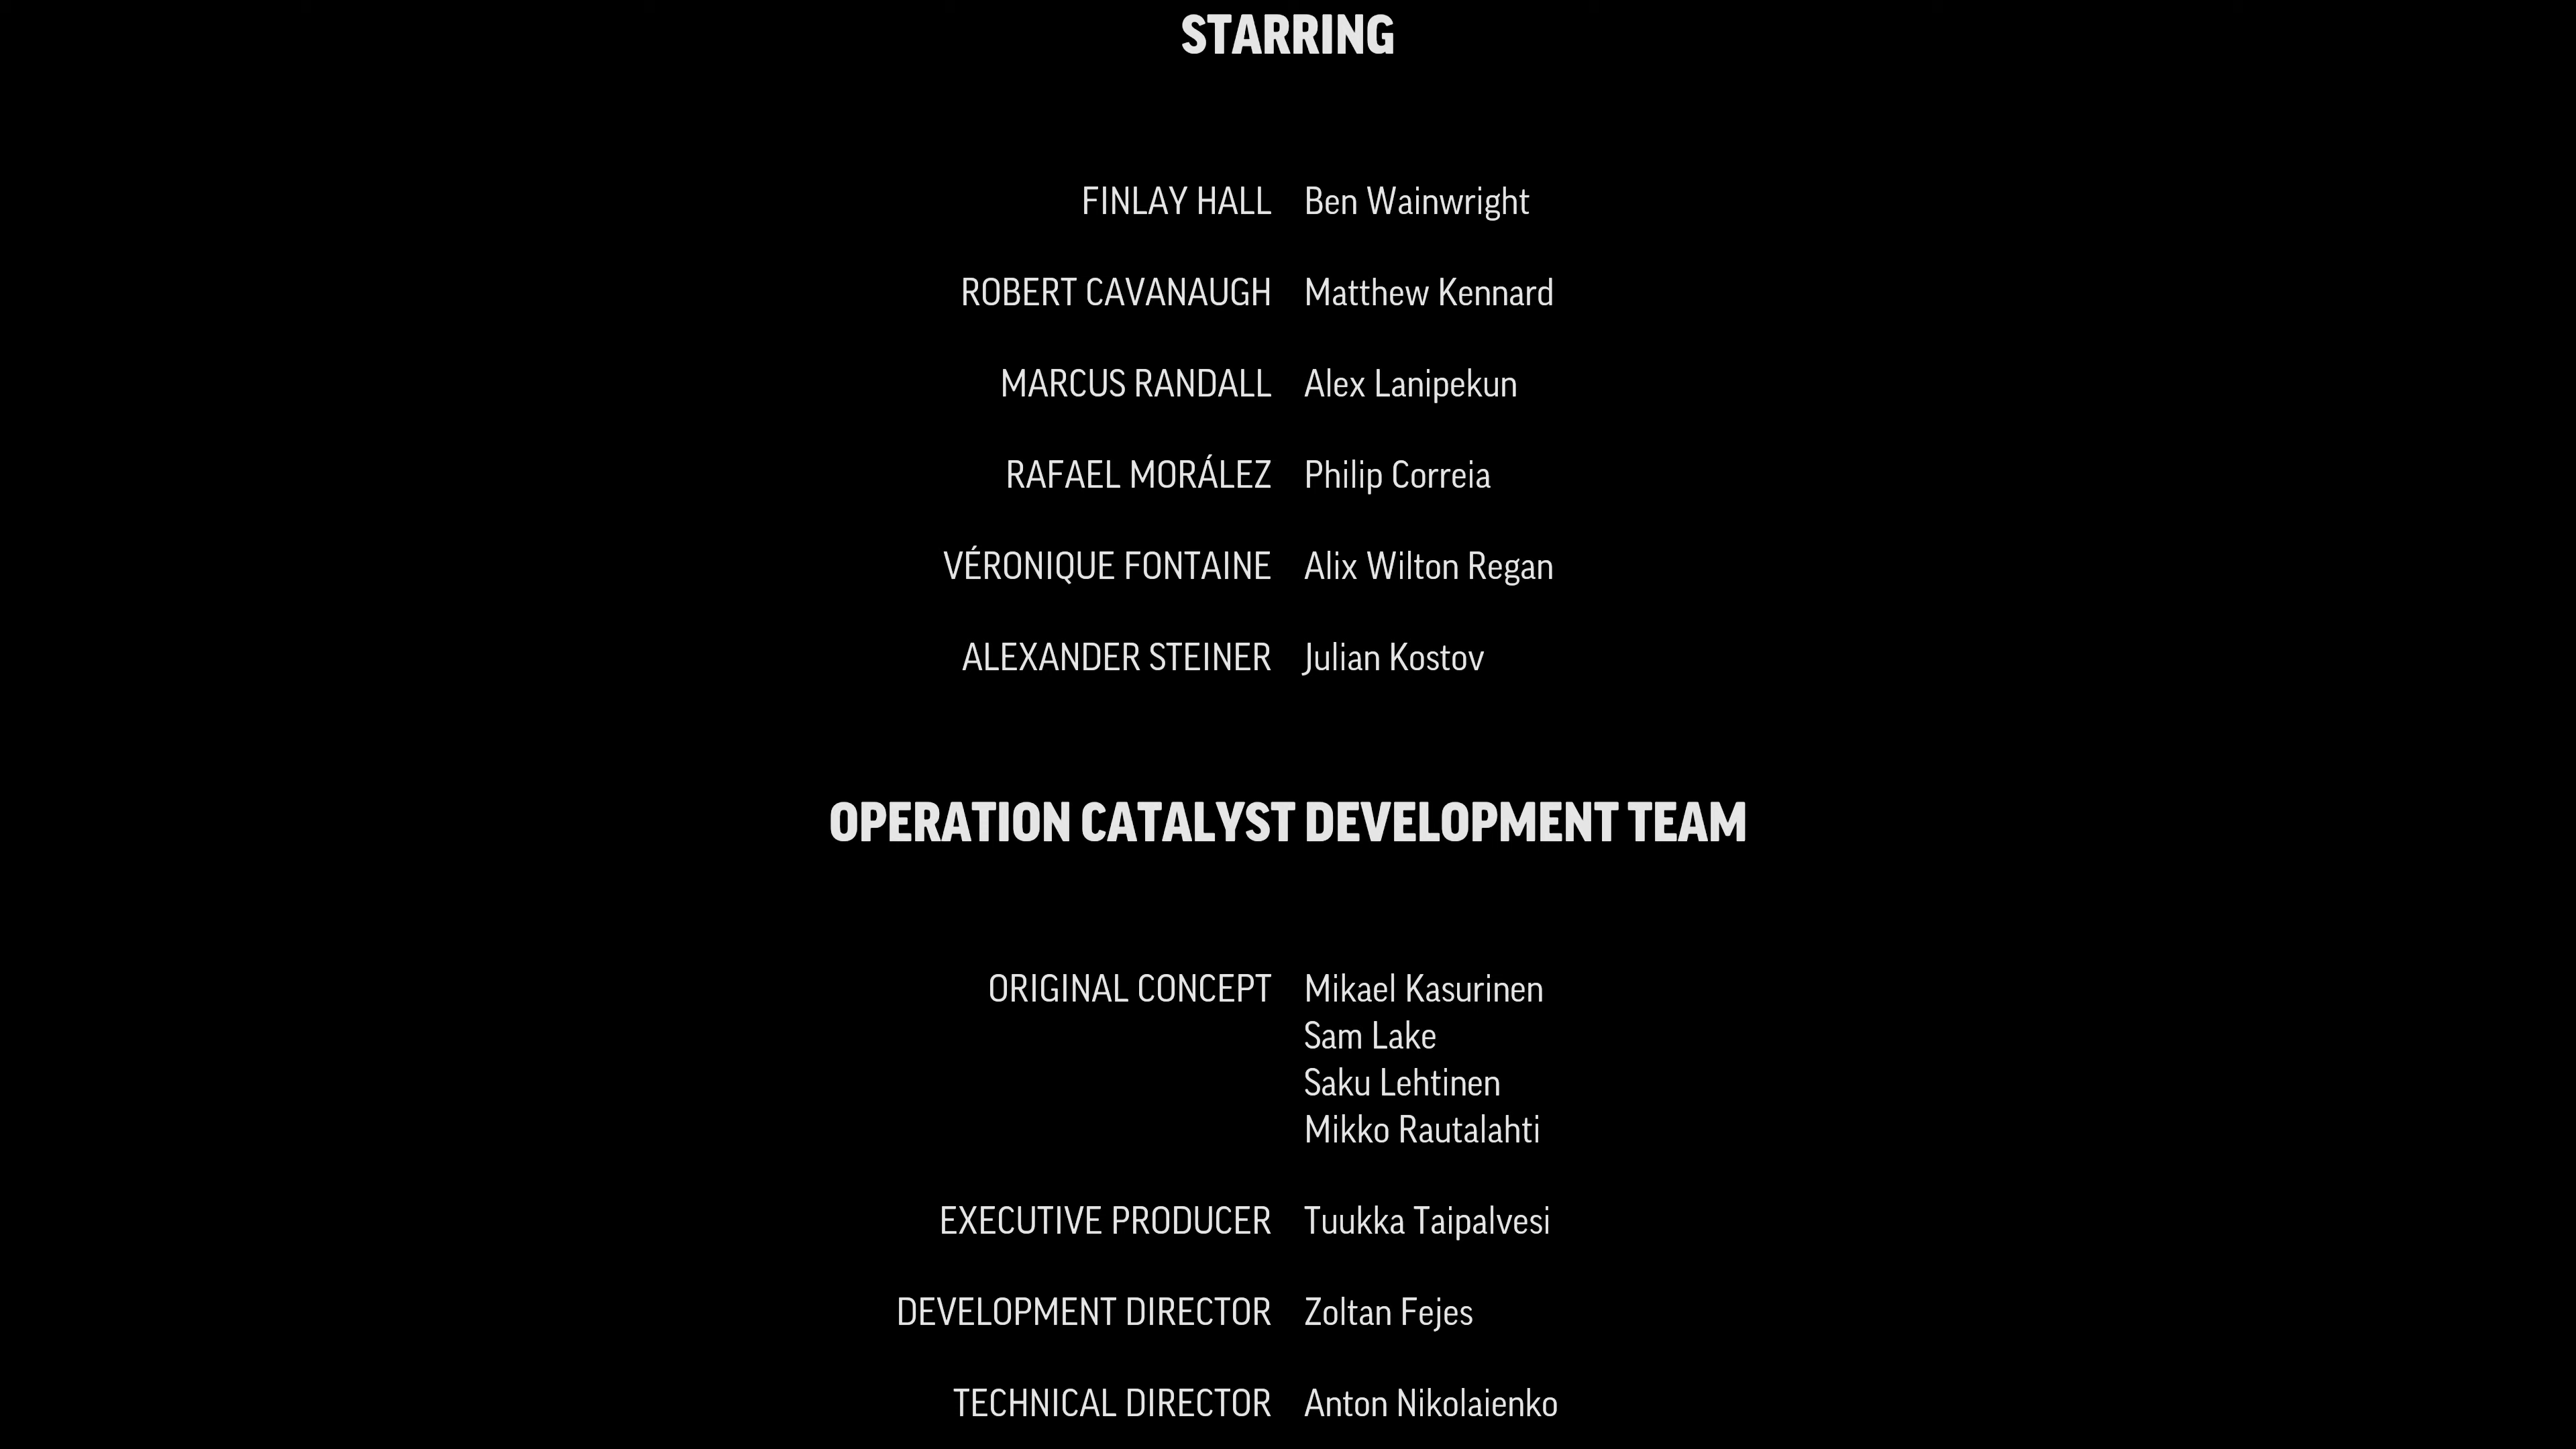 STARRING
FINLAY HALL Ben Wainwright
ROBERT CAVANAUGH Matthew Kennard
MARCUS RANDALL Alex Lanipekun
RAFAEL MORÁLEZ Philip Correia
VÉRONIQUE FONTAINE Alix Wilton Regan
ALEXANDER STEINER Julian Kostov
OPERATION CATALYST DEVELOPMENT TEAM
ORIGINAL CONCEPT Mikael Kasurinen
Sam Lake
Saku Lehtinen
Mikko Rautalahti
EXECUTIVE PRODUCER Tuukka Taipalvesi
DEVELOPMENT DIRECTOR Zoltan Fejes
TECHNICAL DIRECTOR Anton Nikolaienko